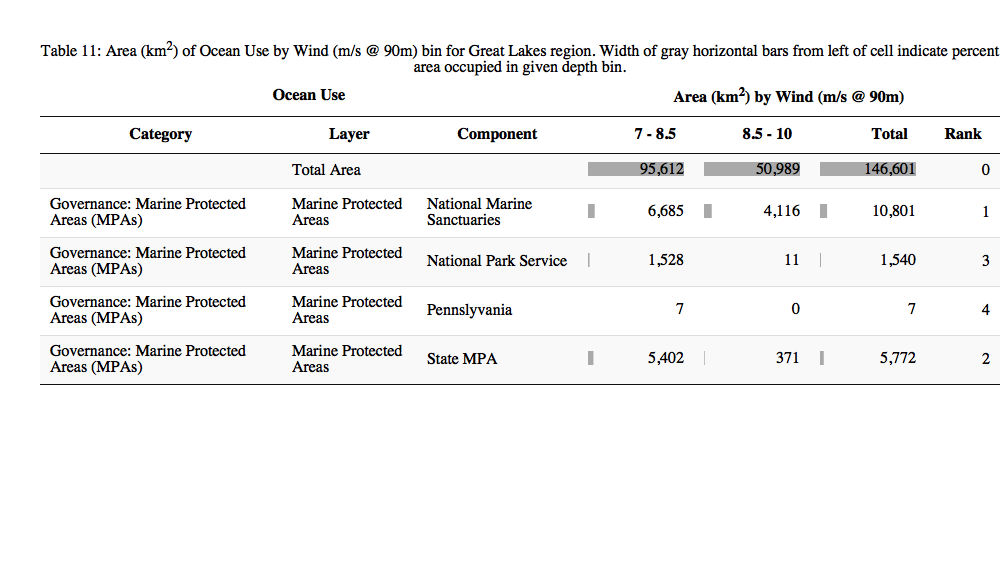 Table 11: Area (km2) of Ocean Use by Wind (m/s @ 90m) bin for Great Lakes region. Width of gray horizontal bars from left of cell indicate percent
area occupied in given depth bin.
Ocean Use Area (km2) by Wind (m/s @ 90m)
Category Layer Component 7 - 8.5 8.5 - 10 Total Rank
Total Area 95,612 50,989 146,601 0
Governance: Marine Protected Areas (MPAs) Marine Protected Areas National Marine Sanctuaries 6,685 4,116 10,801 1
Governance: Marine Protected Areas (MPAs) Marine Protected Areas National Park Service 1,528 11 1,540 3
Governance: Marine Protected Areas (MPAs) Marine Protected Areas Pennslyvania 7 0 7 4
Governance: Marine Protected Areas (MPAs) Marine Protected Areas State MPA 5,402 371 5,772 2